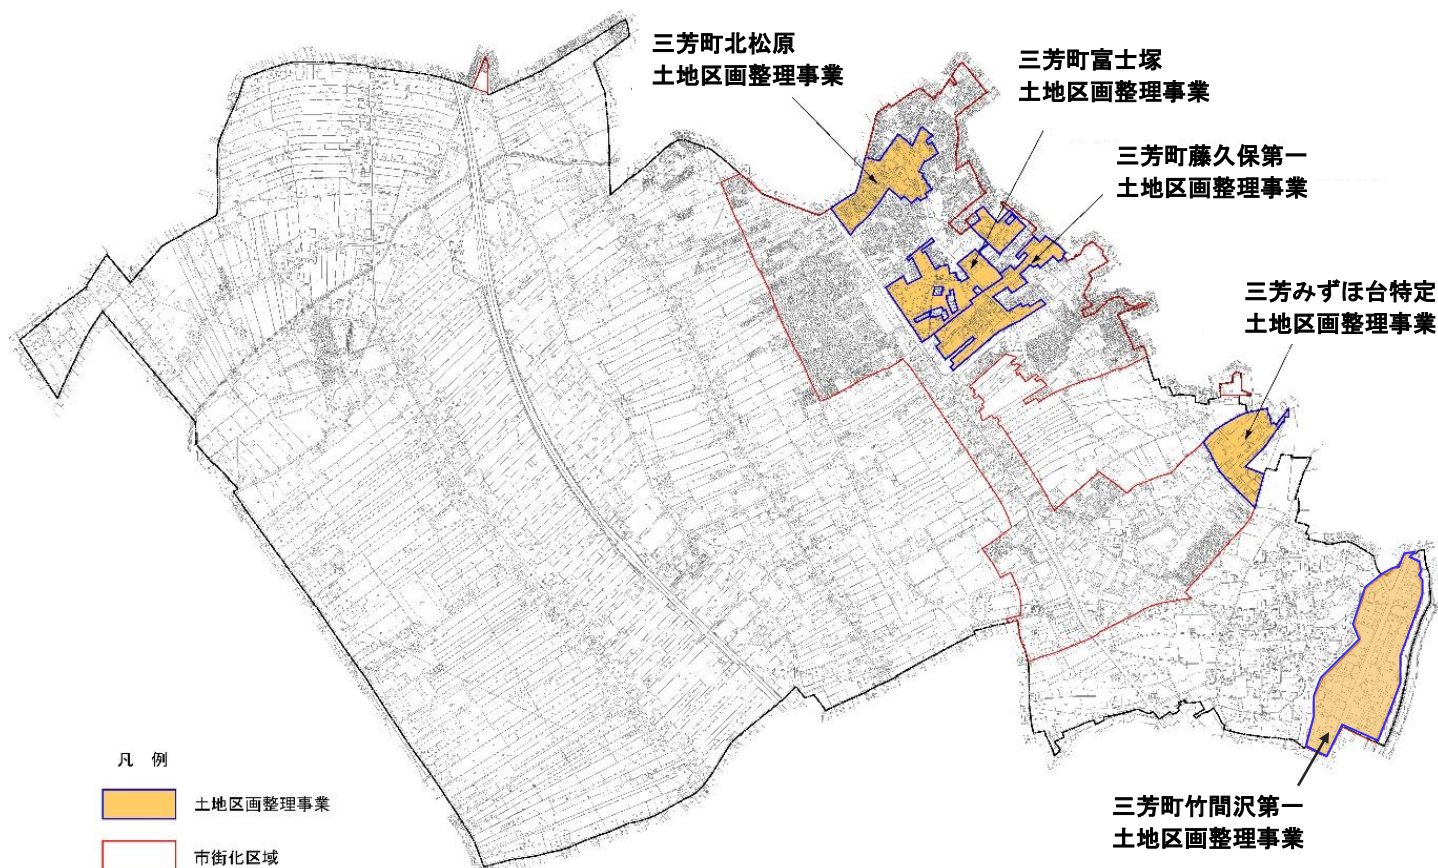 三芳町北松原
土地区画整理事業
三芳町富士塚
土地区画整理事業
三芳町藤久保第一
土地区画整理事業
三芳みずほ台特定
土地区画整理事業
三芳町竹間沢第一
土地区画整理事業
凡 例
土地区画整理事業
市街化区域